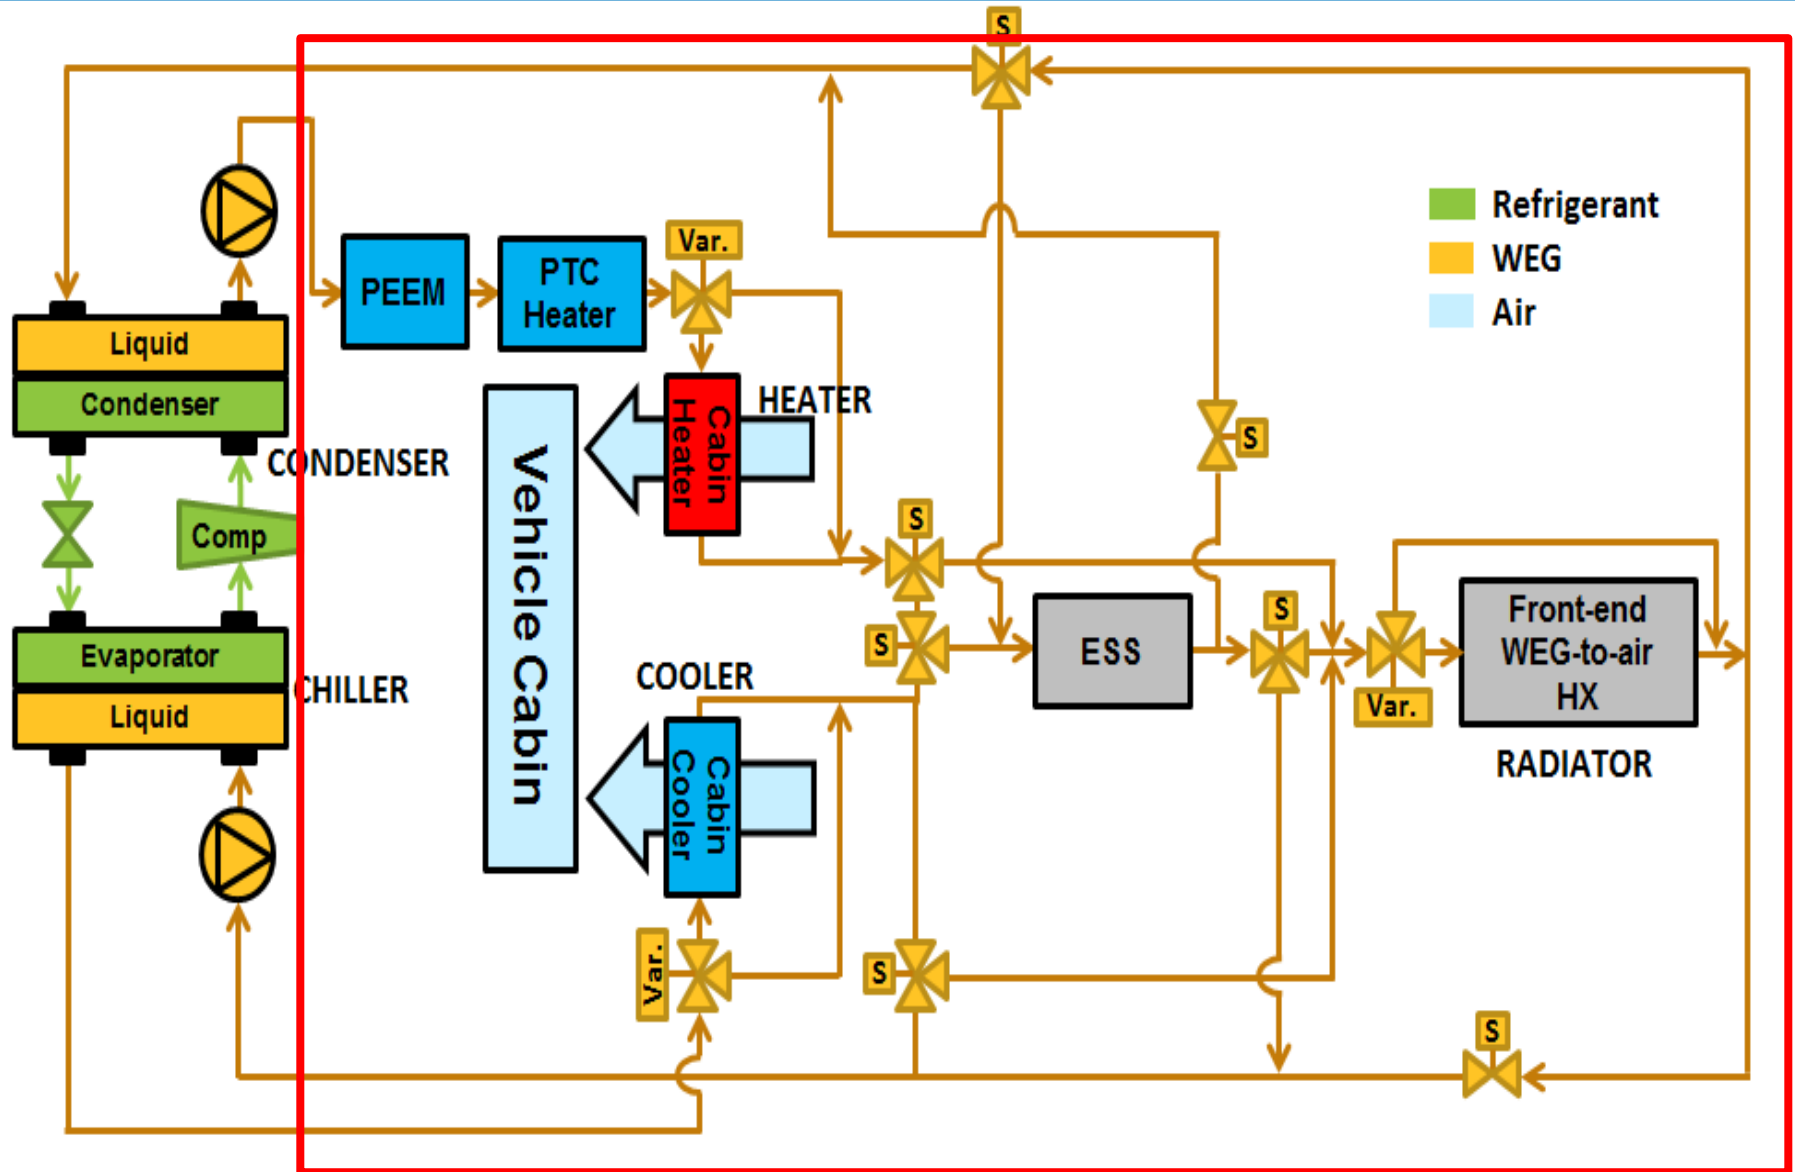 S
Refrigerant
WEG
Air
Var.
PEEM
PTC
Heater
Liquid
Condenser
CONDENSER
HEATER
Cabin
Heater
Vehicle Cabin
S
Comp
S
S
S
Evaporator
Liquid
CHILLER
COOLER
Cabin
Cooler
ESS
Var.
Front-end
WEG-to-air
HX
RADIATOR
Var.
S
S